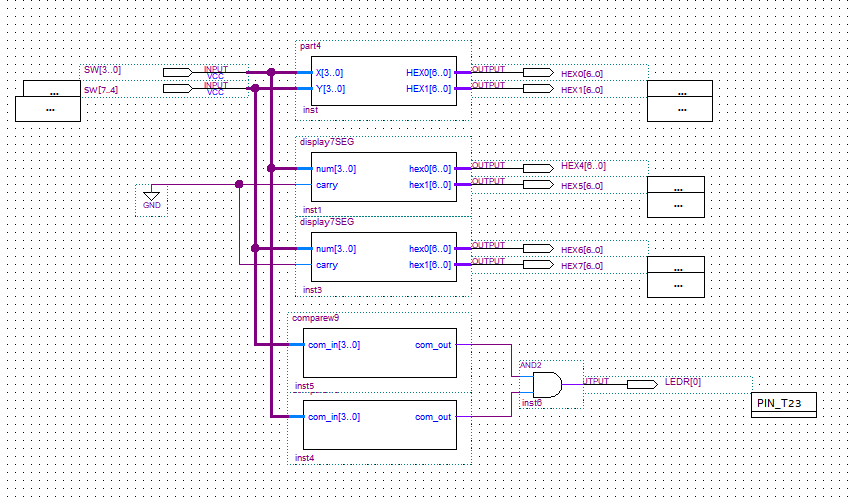 part4
SW[3..0] INPUT VCC X[3..0] HEX0[6..0] OUTPUT HEX0[6..0]
SW[7..4] INPUT VCC Y[3..0] HEX1[6..0] OUTPUT HEX1[6..0]
...
...
...
...
inst
display7SEG
num[3..0] hex0[6..0] OUTPUT HEX4[6..0]
carry hex1[6..0] OUTPUT HEX5[6..0]
...
...
GND
inst1
display7SEG
num[3..0] hex0[6..0] OUTPUT HEX6[6..0]
carry hex1[6..0] OUTPUT HEX7[6..0]
...
...
inst3
comparew9
com_in[3..0] com_out
inst5
AND2
UTPUT LEDR[0]
inst6
PIN_T23
com_in[3..0] com_out
inst4